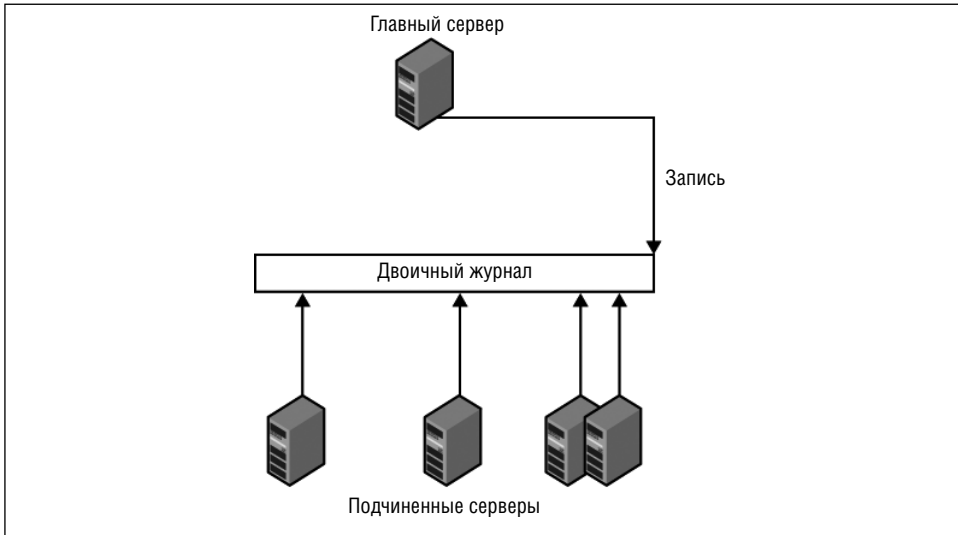 Главный сервер
Запись
Двоичный журнал
Подчиненные серверы